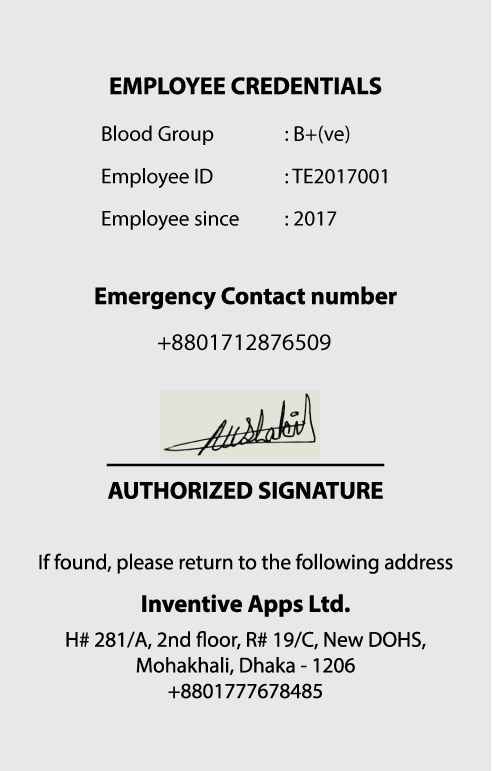 EMPLOYEE CREDENTIALS
Blood Group : B+(ve)
Employee ID : TE2017001
Employee since : 2017
Emergency Contact number
+8801712876509
AUTHORIZED SIGNATURE
If found, please return to the following address
Inventive Apps Ltd.
H# 281/A, 2nd floor, R# 19/C, New DOHS,
Mohakhali, Dhaka - 1206
+8801777678485